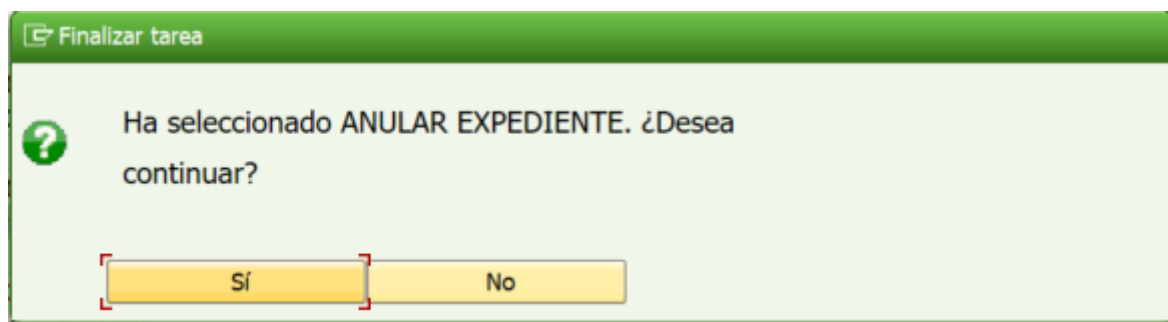 Finalizar tarea
Ha seleccionado ANULAR EXPEDIENTE. ¿Desea
continuar?
Sí No